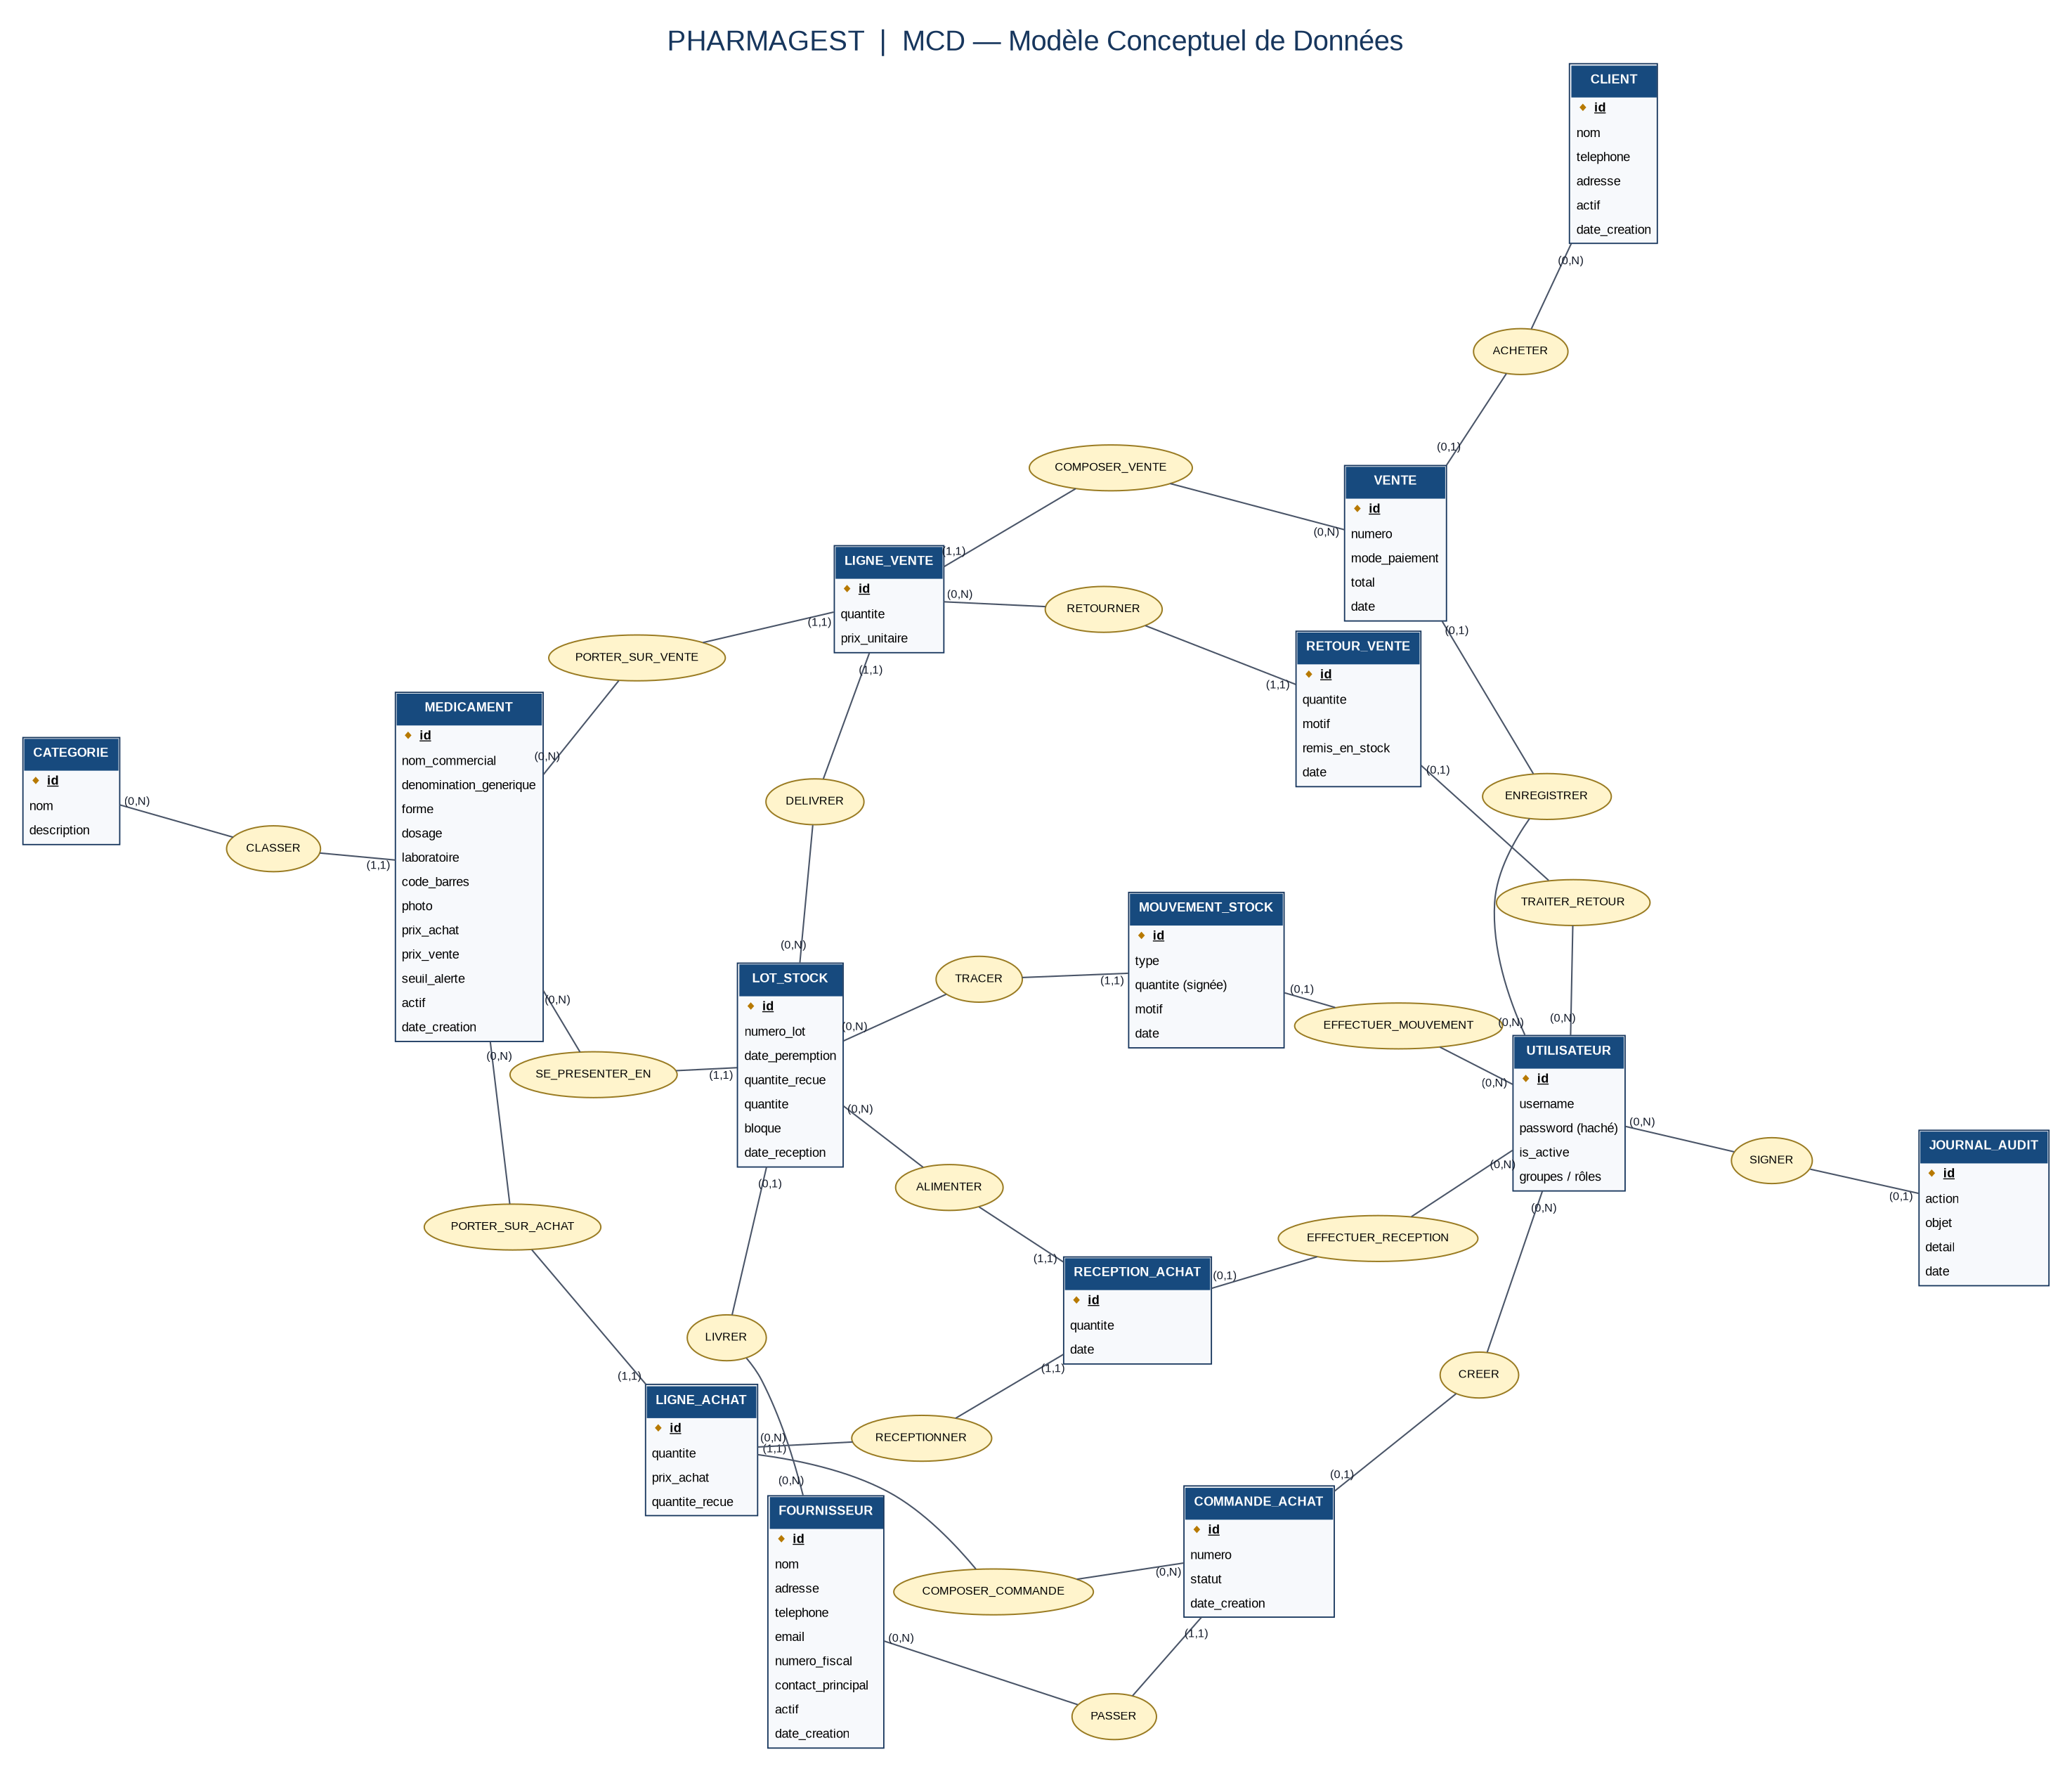 PHARMAGEST | MCD — Modèle Conceptuel de Données
CLIENT
id
nom
telephone
adresse
actif
date_creation
(0,N)
ACHETER
(0,1)
VENTE
id
numero
mode_paiement
total
date
(0,N)
(0,1)
COMPOSER_VENTE
(1,1)
LIGNE_VENTE
id
quantite
prix_unitaire
(0,N)
(1,1)
(1,1)
RETOURNER
(1,1)
RETOUR_VENTE
id
quantite
motif
remis_en_stock
date
(0,1)
PORTER_SUR_VENTE
(0,N)
MEDICAMENT
id
nom_commercial
denomination_generique
forme
dosage
laboratoire
code_barres
photo
prix_achat
prix_vente
seuil_alerte
actif
date_creation
(1,1)
(0,N)
(0,N)
CATEGORIE
id
nom
description
(0,N)
CLASSER
DELIVRER
(0,N)
ENREGISTRER
(0,N)
TRAITER_RETOUR
(0,N)
MOUVEMENT_STOCK
id
type
quantite (signée)
motif
date
(1,1)
(0,1)
TRACER
(0,N)
LOT_STOCK
id
numero_lot
date_peremption
quantite_recue
quantite
bloque
date_reception
(1,1)
(0,N)
(0,1)
SE_PRESENTER_EN
EFFECTUER_MOUVEMENT
(0,N)
UTILISATEUR
id
username
password (haché)
is_active
groupes / rôles
(0,N)
(0,N)
(0,N)
SIGNER
(0,1)
JOURNAL_AUDIT
id
action
objet
detail
date
ALIMENTER
(1,1)
PORTER_SUR_ACHAT
(1,1)
EFFECTUER_RECEPTION
(0,1)
RECEPTION_ACHAT
id
quantite
date
(1,1)
LIVRER
(0,N)
CREER
(0,1)
LIGNE_ACHAT
id
quantite
prix_achat
quantite_recue
(0,N)
(1,1)
RECEPTIONNER
FOURNISSEUR
id
nom
adresse
telephone
email
numero_fiscal
contact_principal
actif
date_creation
(0,N)
COMMANDE_ACHAT
id
numero
statut
date_creation
(0,N)
(1,1)
COMPOSER_COMMANDE
PASSER